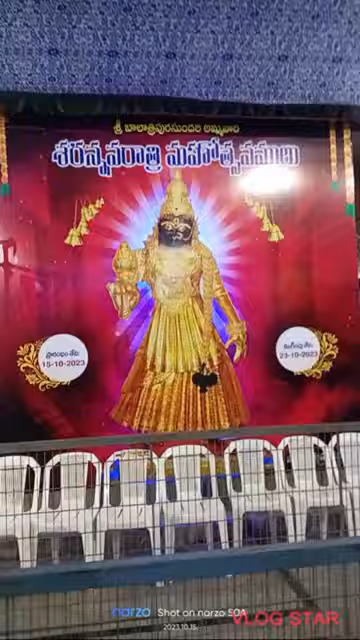 శ్రీ బాలాత్రిపురసుందరి అమ్మవారి
శరన్నవరాత్రి మహోత్సవములు
ప్రారంభం తేది:
15-10-2023
ముగింపు తేది:
23-10-2023
narzo Shot on narzo 50A
2023.10.15
VLOG STAR